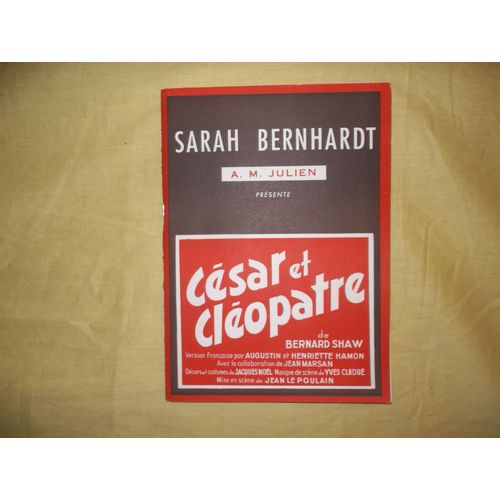 SARAH BERNHARDT
A. M. JULIEN
PRÉSENTE
César et
Cléopatre
de
BERNARD SHAW
Version Française par AUGUSTIN et HENRIETTE HAMON
Avec la collaboration de JEAN MARSAN
Décors et costumes de JACQUES NOËL Musique de scène de YVES CLAOUÉ
Mise en scène de JEAN LE POULAIN